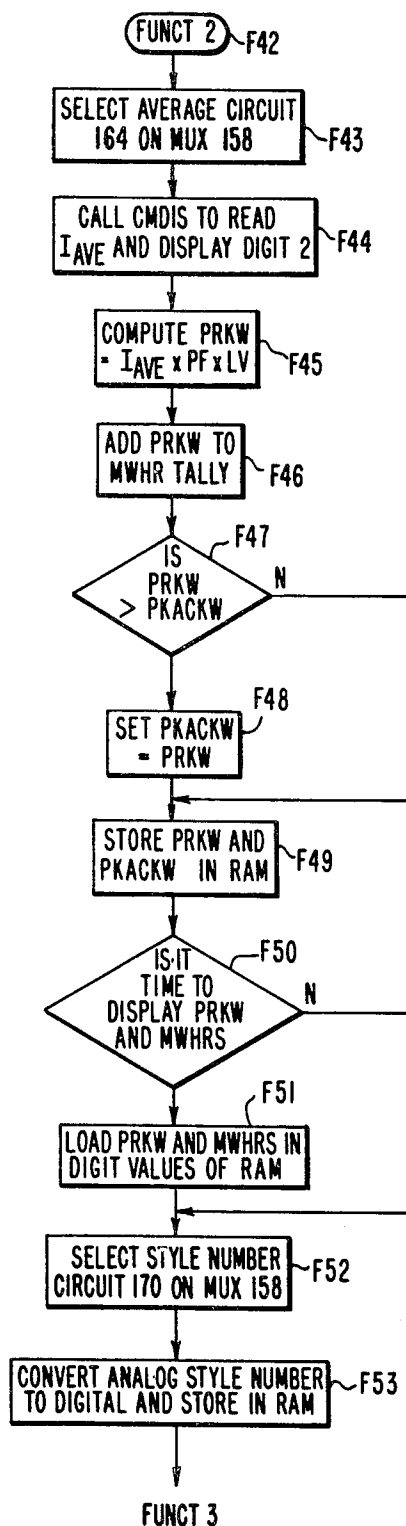 FUNCT 2
F42
SELECT AVERAGE CIRCUIT
164 ON MUX 158
F43
CALL CMDIS TO READ
IAVE AND DISPLAY DIGIT 2
F44
COMPUTE PRKW
= IAVE x PF x LV
F45
ADD PRKW TO
MWHR TALLY
F46
F47
IS
PRKW
> PKACKW
N
F48
SET PKACKW
= PRKW
STORE PRKW AND
PKACKW IN RAM
F49
F50
IS IT
TIME TO
DISPLAY PRKW
AND MWHRS
N
F51
LOAD PRKW AND MWHRS IN
DIGIT VALUES OF RAM
SELECT STYLE NUMBER
CIRCUIT 170 ON MUX 158
F52
CONVERT ANALOG STYLE NUMBER
TO DIGITAL AND STORE IN RAM
F53
FUNCT 3